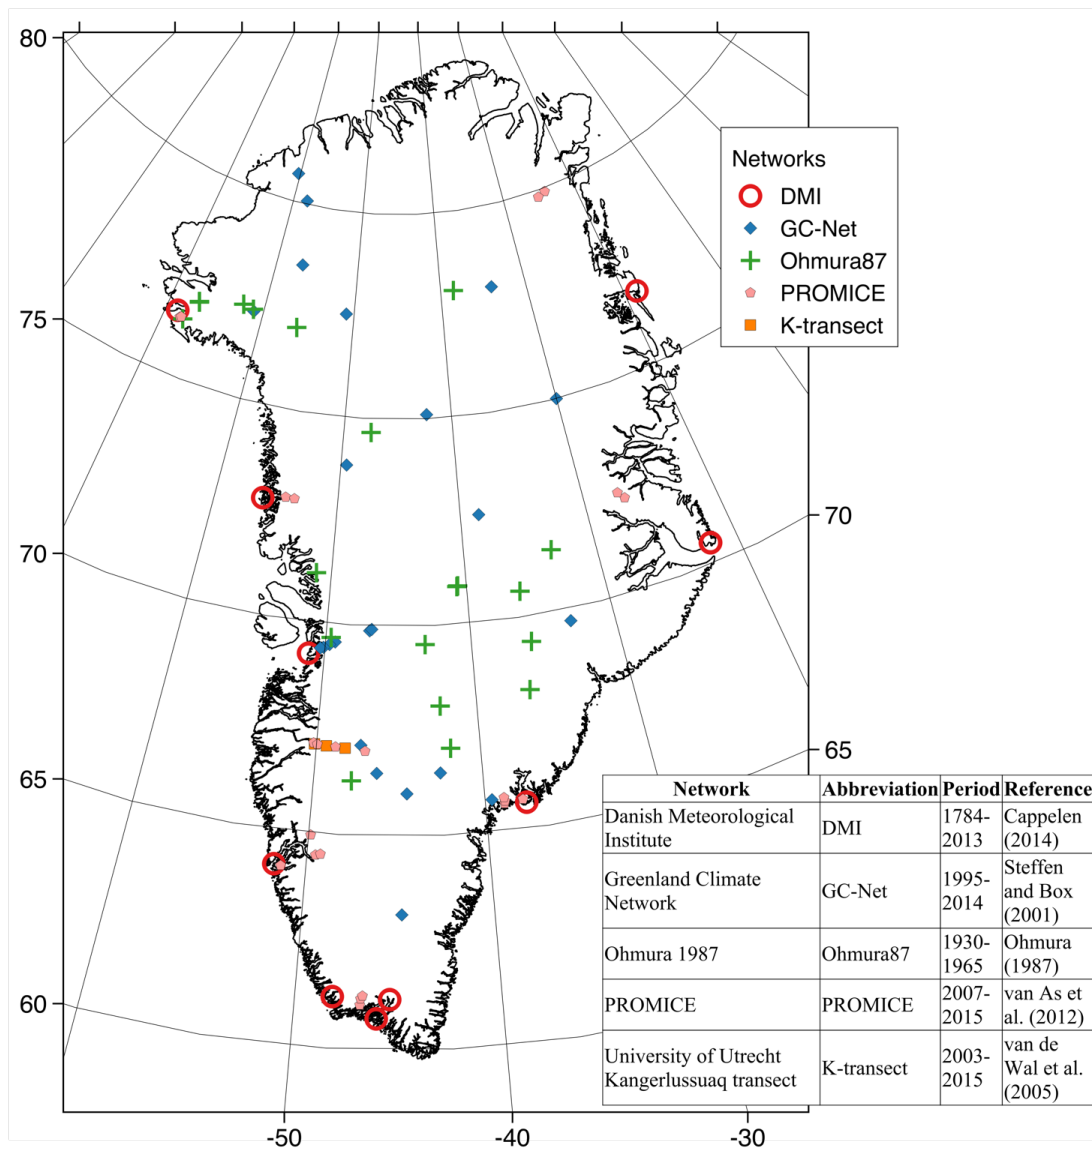 80
75
70
65
60
70
65
-50
-40
-30
Networks
DMI
GC-Net
Ohmura87
PROMICE
K-transect
Network Abbreviation Period Reference
Danish Meteorological
Institute
DMI
1784-
2013
Cappelen
(2014)
Greenland Climate
Network
GC-Net
1995-
2014
Steffen
and Box
(2001)
Ohmura 1987
Ohmura87
1930-
1965
Ohmura
(1987)
PROMICE
PROMICE
2007-
2015
van As et
al. (2012)
University of Utrecht
Kangerlussuaq transect
K-transect
2003-
2015
van de
Wal et al.
(2005)